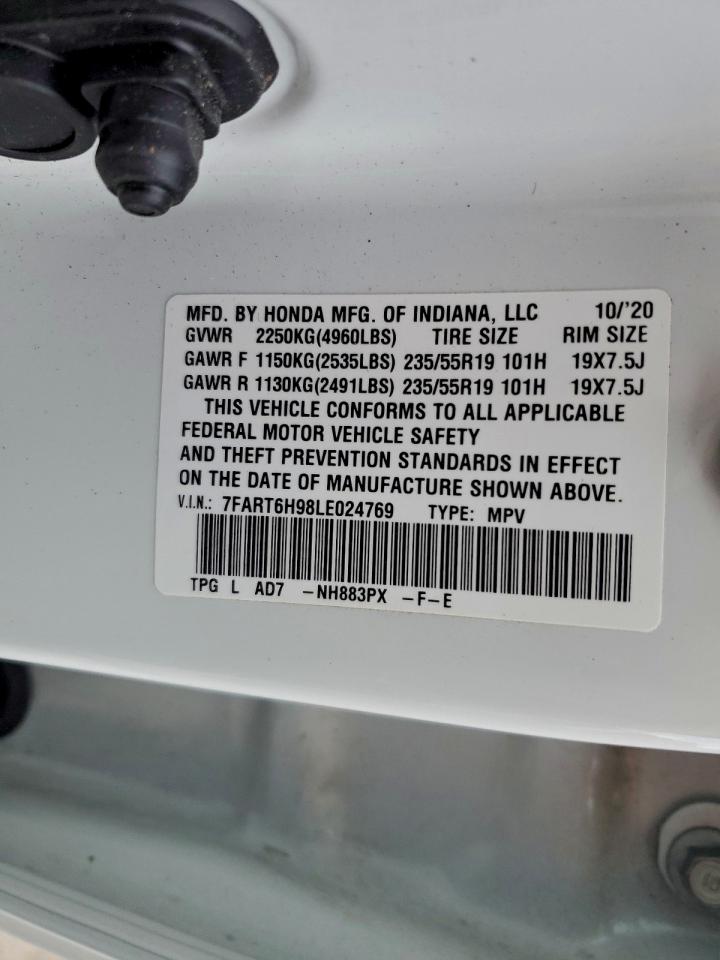 MFD. BY HONDA MFG. OF INDIANA, LLC 10/'20
GVWR 2250KG(4960LBS) TIRE SIZE RIM SIZE
GAWR F 1150KG(2535LBS) 235/55R19 101H 19X7.5J
GAWR R 1130KG(2491LBS) 235/55R19 101H 19X7.5J
THIS VEHICLE CONFORMS TO ALL APPLICABLE
FEDERAL MOTOR VEHICLE SAFETY
AND THEFT PREVENTION STANDARDS IN EFFECT
ON THE DATE OF MANUFACTURE SHOWN ABOVE.
V.I.N.: 7FART6H98LE024769 TYPE: MPV
TPG L AD7 -NH883PX -F-E